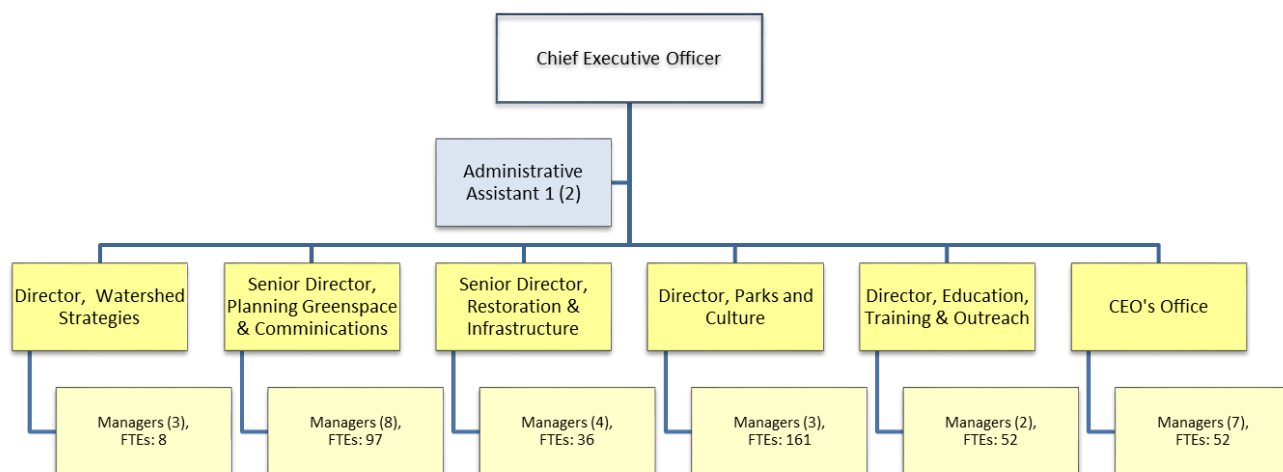 Chief Executive Officer
Administrative
Assistant 1 (2)
Director, Watershed
Strategies
Senior Director,
Planning Greenspace
& Comminications
Senior Director,
Restoration &
Infrastructure
Director, Parks and
Culture
Director, Education,
Training & Outreach
CEO's Office
Managers (3),
FTEs: 8
Managers (8),
FTEs: 97
Managers (4),
FTEs: 36
Managers (3),
FTEs: 161
Managers (2),
FTEs: 52
Managers (7),
FTEs: 52